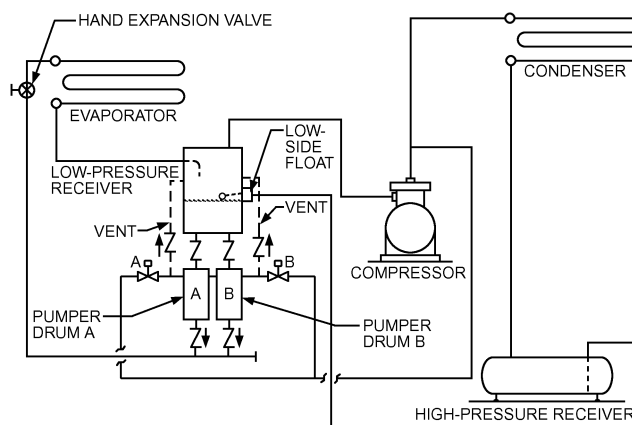 HAND EXPANSION VALVE
CONDENSER
EVAPORATOR
LOW-
SIDE
FLOAT
LOW-PRESSURE
RECEIVER
VENT
VENT
COMPRESSOR
A
B
A
B
PUMPER
DRUM A
PUMPER
DRUM B
HIGH-PRESSURE RECEIVER